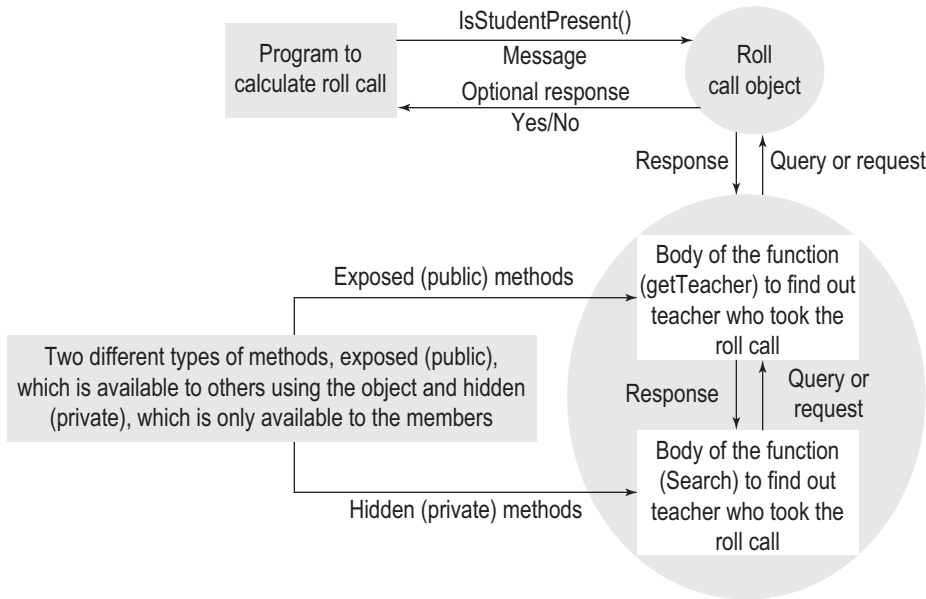 IsStudentPresent()
Program to
calculate roll call
Message
Roll
call object
Optional response
Yes/No
Response
Query or request
Body of the function
(getTeacher) to find out
teacher who took the
roll call
Exposed (public) methods
Two different types of methods, exposed (public),
which is available to others using the object and hidden
(private), which is only available to the members
Response
Query or
request
Body of the function
(Search) to find out
teacher who took the
roll call
Hidden (private) methods